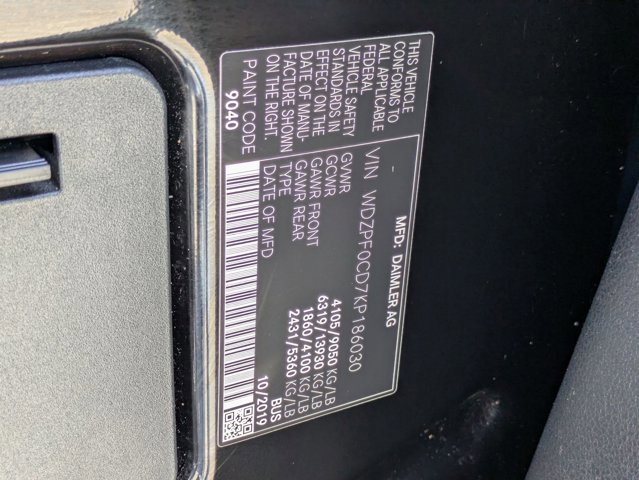 MFD: DAIMLER AG
VIN WDZPF0CD7KP186030
GVWR 4105/9050 KG/LB
GCWR 6319/13930 KG/LB
GAWR FRONT 1860/4100 KG/LB
GAWR REAR 2431/5360 KG/LB
TYPE BUS
DATE OF MFD 10/2019
THIS VEHICLE
CONFORMS TO
ALL APPLICABLE
FEDERAL
VEHICLE SAFETY
STANDARDS IN
EFFECT ON THE
DATE OF MANU-
FACTURE SHOWN
ON THE RIGHT.
PAINT CODE
9040